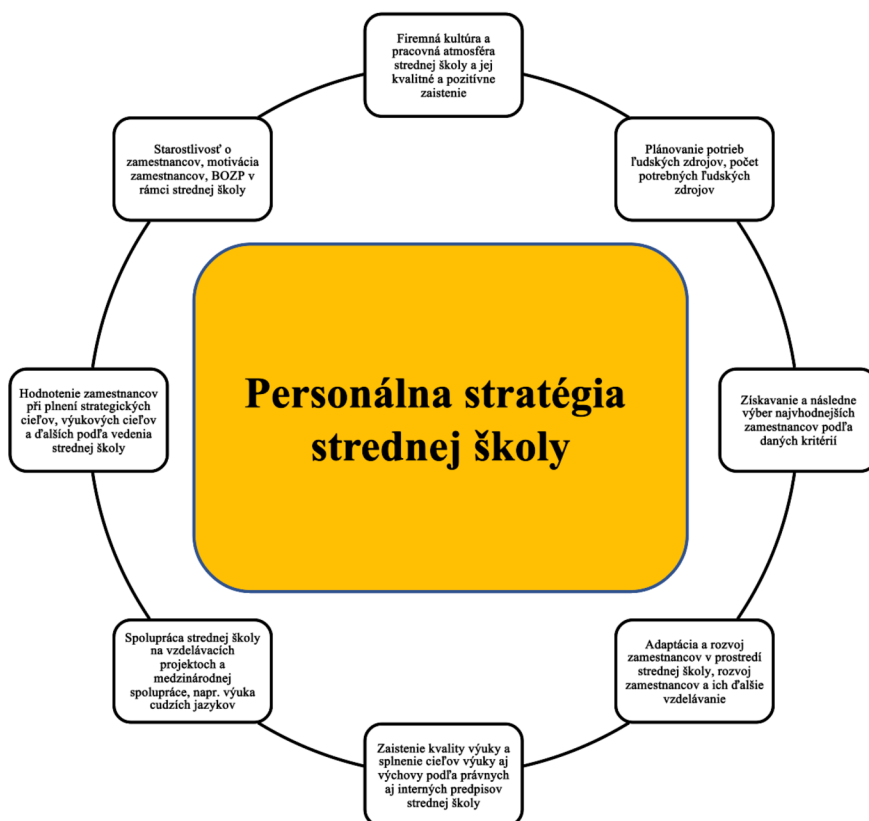 Firemná kultúra a
pracovná atmosféra
strednej školy a jej
kvalitné a pozitívne
zaistenie
Starostlivosť o
zamestnancov, motivácia
zamestnancov, BOZP v
rámci strednej školy
Plánovanie potrieb
ľudských zdrojov, počet
potrebných ľudských
zdrojov
Personálna stratégia
strednej školy
Hodnotenie zamestnancov
při plnení strategických
cieľov, výukových cieľov
a ďalších podľa vedenia
strednej školy
Získavanie a následne
výber najvhodnejších
zamestnancov podľa
daných kritérií
Spolupráca strednej školy
na vzdelávacích
projektoch a
medzinárodnej
spolupráce, napr. výuka
cudzích jazykov
Adaptácia a rozvoj
zamestnancov v prostredí
strednej školy, rozvoj
zamestnancov a ich ďalšie
vzdelávanie
Zaistenie kvality výuky a
splnenie cieľov výuky aj
výchovy podľa právnych
aj interných predpisov
strednej školy